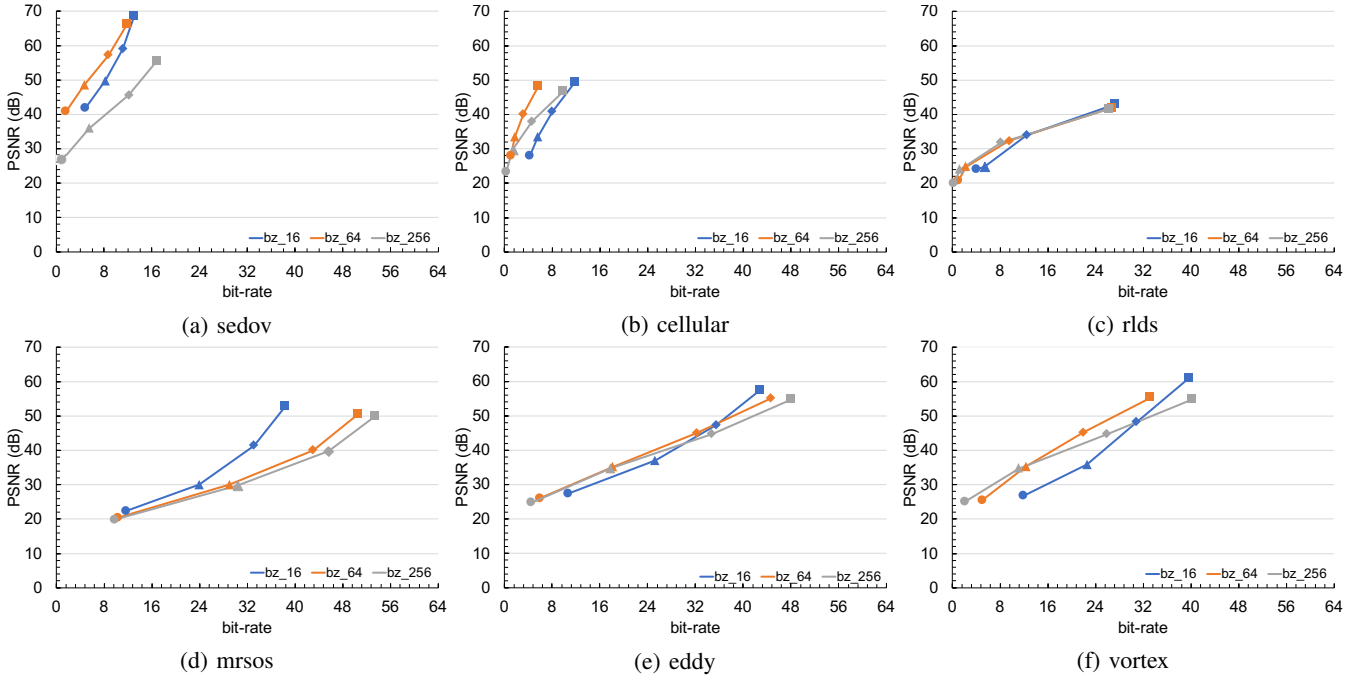 70
60
50
40
30
20
10
0
PSNR (dB)
bz_16 bz_64 bz_256
0 8 16 24 32 40 48 56 64
bit-rate
(a) sedov
70
60
50
40
30
20
10
0
PSNR (dB)
bz_16 bz_64 bz_256
0 8 16 24 32 40 48 56 64
bit-rate
(b) cellular
70
60
50
40
30
20
10
0
PSNR (dB)
bz_16 bz_64 bz_256
0 8 16 24 32 40 48 56 64
bit-rate
(c) rlds
70
60
50
40
30
20
10
0
PSNR (dB)
bz_16 bz_64 bz_256
0 8 16 24 32 40 48 56 64
bit-rate
(d) mrsos
70
60
50
40
30
20
10
0
PSNR (dB)
bz_16 bz_64 bz_256
0 8 16 24 32 40 48 56 64
bit-rate
(e) eddy
70
60
50
40
30
20
10
0
PSNR (dB)
bz_16 bz_64 bz_256
0 8 16 24 32 40 48 56 64
bit-rate
(f) vortex